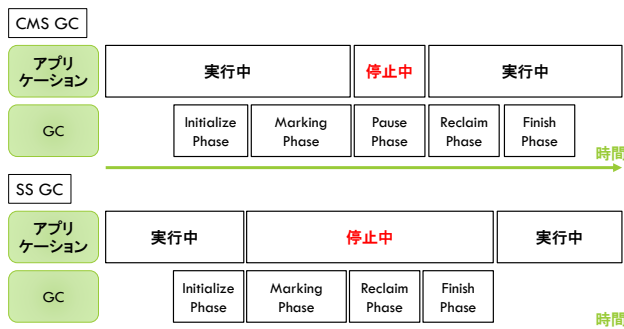 CMS GC
アプリ
ケーション
実行中
停止中
実行中
GC
Initialize
Phase
Marking
Phase
Pause
Phase
Reclaim
Phase
Finish
Phase
時間
SS GC
アプリ
ケーション
実行中
停止中
実行中
GC
Initialize
Phase
Marking
Phase
Reclaim
Phase
Finish
Phase
時間